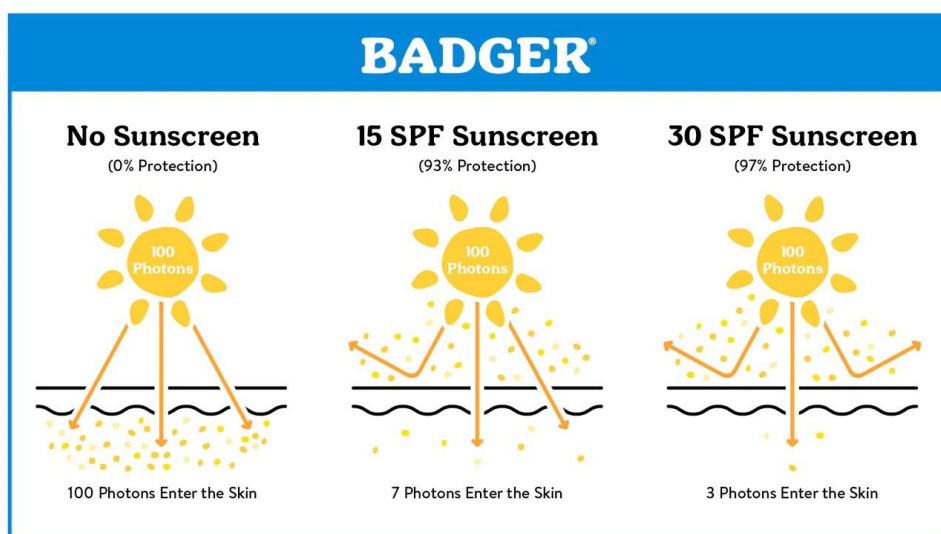 BADGER®
No Sunscreen
(0% Protection)
100
Photons
100 Photons Enter the Skin
15 SPF Sunscreen
(93% Protection)
100
Photons
7 Photons Enter the Skin
30 SPF Sunscreen
(97% Protection)
100
Photons
3 Photons Enter the Skin